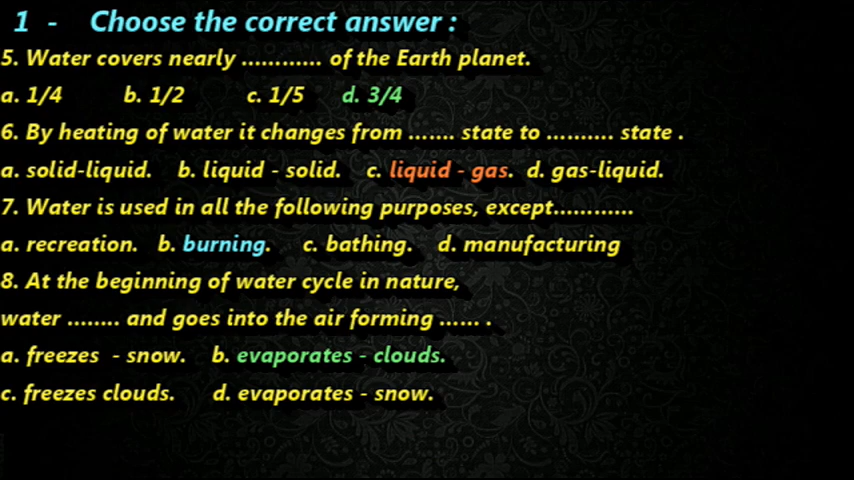 1 - Choose the correct answer :
5. Water covers nearly ............ of the Earth planet.
a. 1/4 b. 1/2 c. 1/5 d. 3/4
6. By heating of water it changes from ....... state to .......... state .
a. solid-liquid. b. liquid - solid. c. liquid - gas. d. gas-liquid.
7. Water is used in all the following purposes, except............
a. recreation. b. burning. c. bathing. d. manufacturing
8. At the beginning of water cycle in nature,
water ........ and goes into the air forming ...... .
a. freezes - snow. b. evaporates - clouds.
c. freezes clouds. d. evaporates - snow.